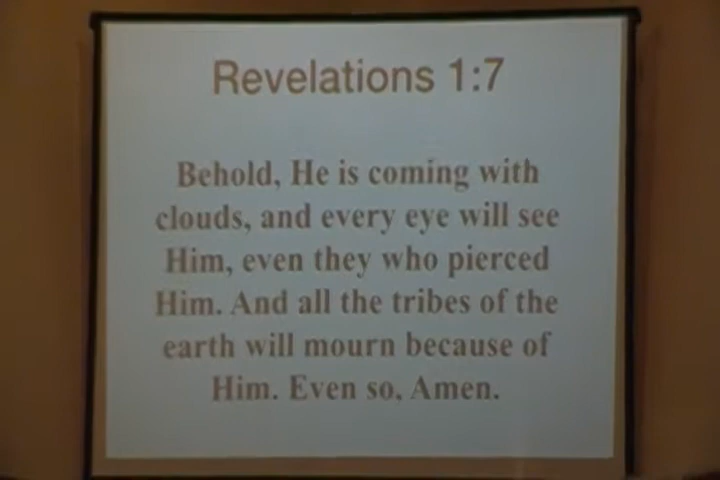 Revelations 1:7
Behold, He is coming with
clouds, and every eye will see
Him, even they who pierced
Him. And all the tribes of the
earth will mourn because of
Him. Even so, Amen.